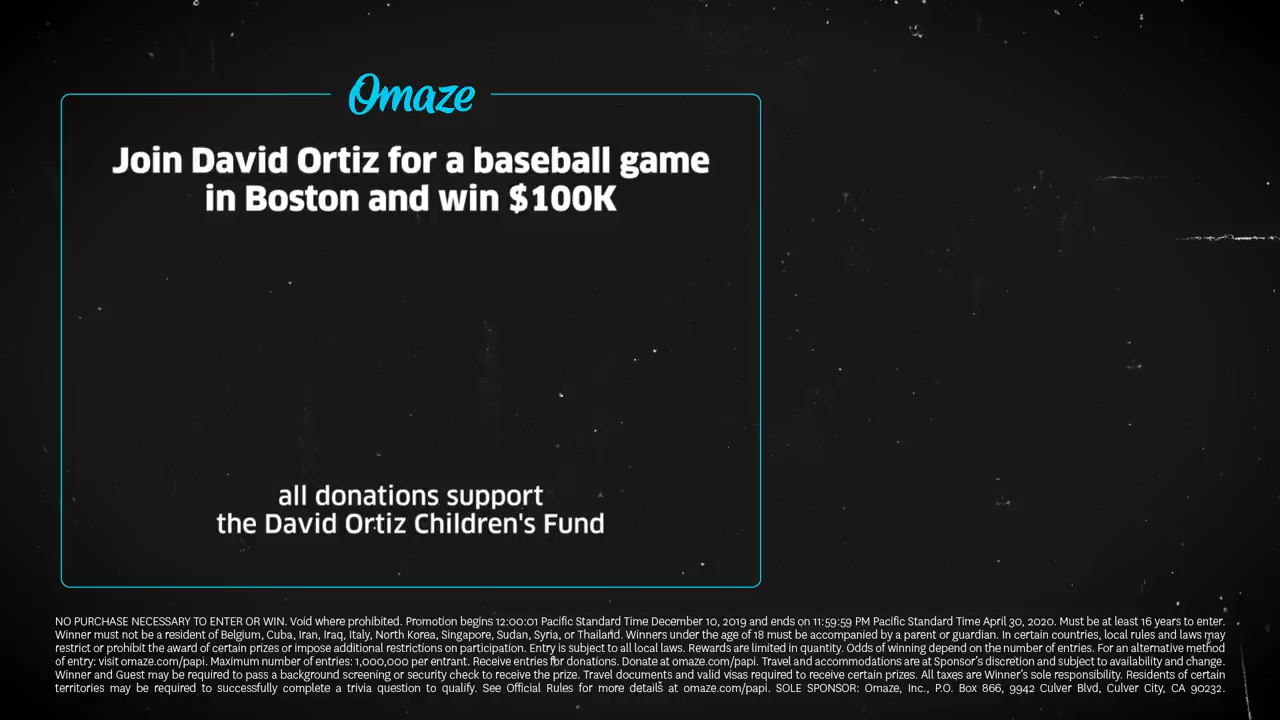 Omaze
Join David Ortiz for a baseball game
in Boston and win $100K
all donations support
the David Ortiz Children's Fund
NO PURCHASE NECESSARY TO ENTER OR WIN. Void where prohibited. Promotion begins 12:00:01 Pacific Standard Time December 10, 2019 and ends on 11:59:59 PM Pacific Standard Time April 30, 2020. Must be at least 16 years to enter.
Winner must not be a resident of Belgium, Cuba, Iran, Iraq, Italy, North Korea, Singapore, Sudan, Syria, or Thailand. Winners under the age of 18 must be accompanied by a parent or guardian. In certain countries, local rules and laws may
restrict or prohibit the award of certain prizes or impose additional restrictions on participation. Entry is subject to all local laws. Rewards are limited in quantity. Odds of winning depend on the number of entries. For an alternative method
of entry: visit omaze.com/papi. Maximum number of entries: 1,000,000 per entrant. Receive entries for donations. Donate at omaze.com/papi. Travel and accommodations are at Sponsor's discretion and subject to availability and change.
Winner and Guest may be required to pass a background screening or security check to receive the prize. Travel documents and valid visas required to receive certain prizes. All taxes are Winner's sole responsibility. Residents of certain
territories may be required to successfully complete a trivia question to qualify. See Official Rules for more details at omaze.com/papi. SOLE SPONSOR: Omaze, Inc., P.O. Box 866, 9942 Culver Blvd, Culver City, CA 90232.